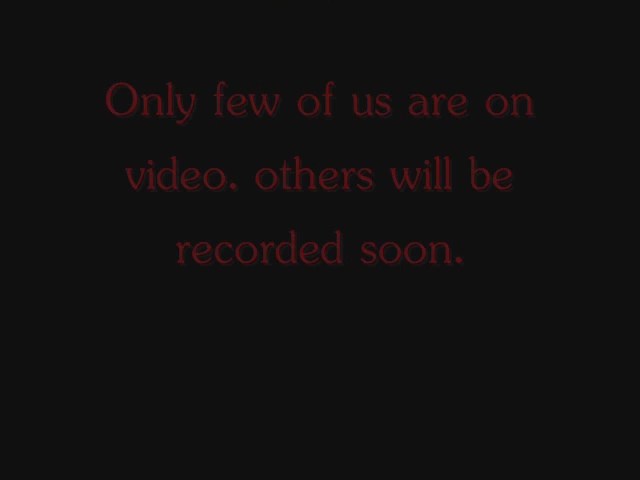 Only few of us are on
video. others will be
recorded soon.